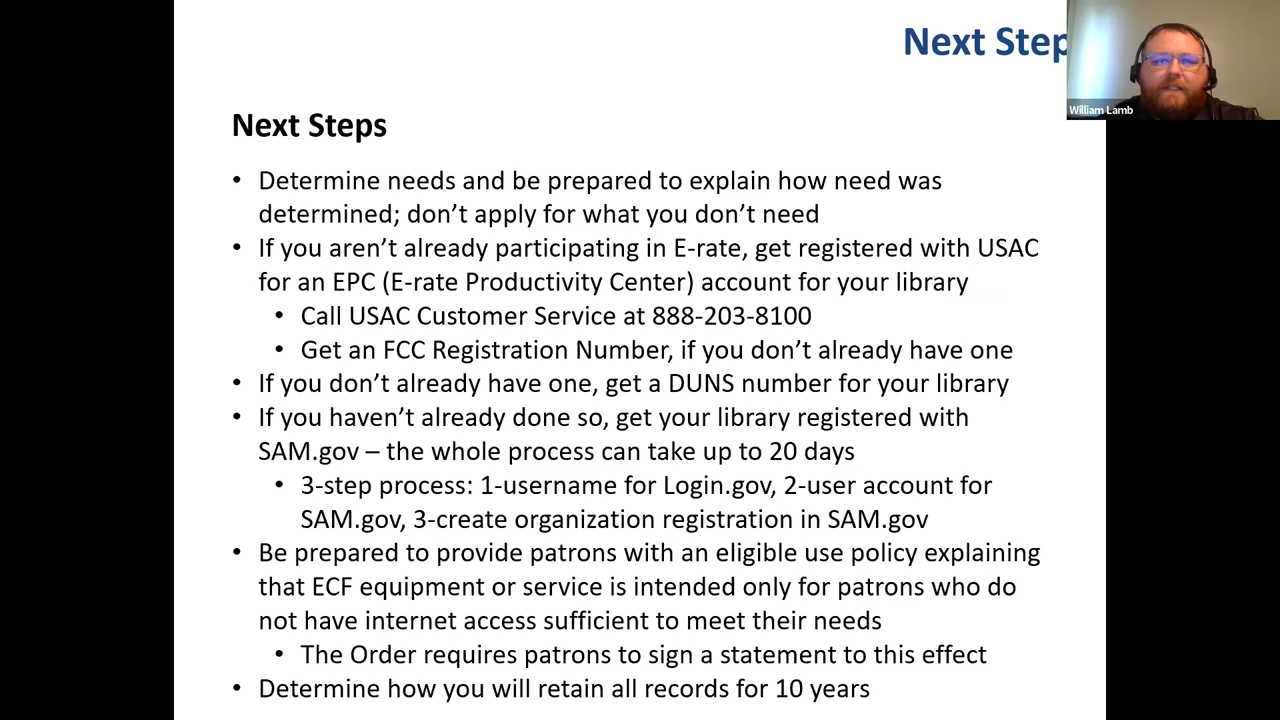 Next Step
William Lamb
Next Steps
• Determine needs and be prepared to explain how need was
determined; don’t apply for what you don’t need
• If you aren’t already participating in E-rate, get registered with USAC
for an EPC (E-rate Productivity Center) account for your library
• Call USAC Customer Service at 888-203-8100
• Get an FCC Registration Number, if you don’t already have one
• If you don’t already have one, get a DUNS number for your library
• If you haven’t already done so, get your library registered with
SAM.gov – the whole process can take up to 20 days
• 3-step process: 1-username for Login.gov, 2-user account for
SAM.gov, 3-create organization registration in SAM.gov
• Be prepared to provide patrons with an eligible use policy explaining
that ECF equipment or service is intended only for patrons who do
not have internet access sufficient to meet their needs
• The Order requires patrons to sign a statement to this effect
• Determine how you will retain all records for 10 years